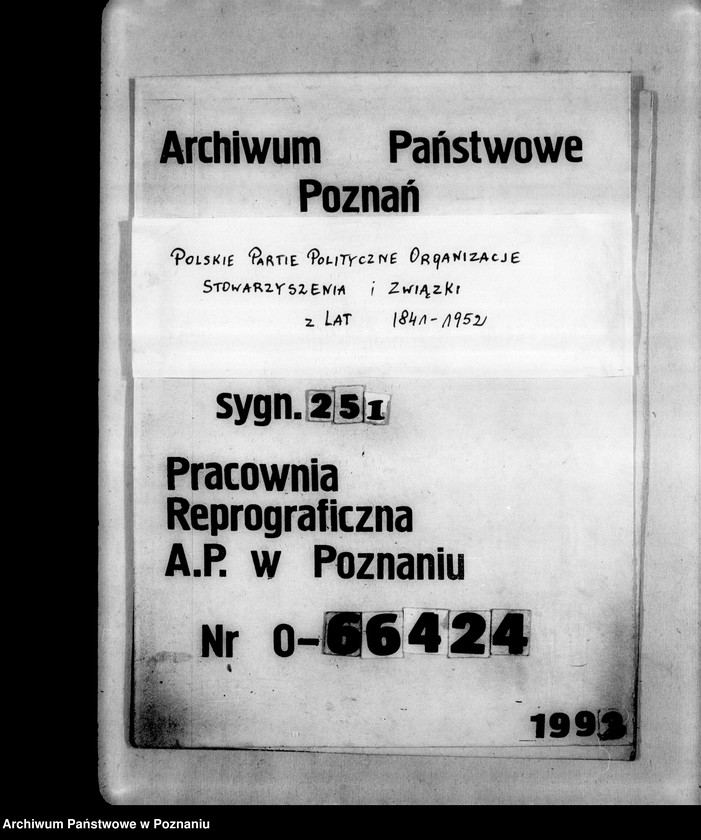 Archiwum Państwowe
Poznań
POLSKIE PARTIE POLITYCZNE ORGANIZACJE
STOWARZYSZENIA i ZWIĄZKI
z LAT 1841-1952
sygn. 251
Pracownia
Reprograficzna
A.P. w Poznaniu
Nr 0-66424
1992
Archiwum Państwowe w Poznaniu